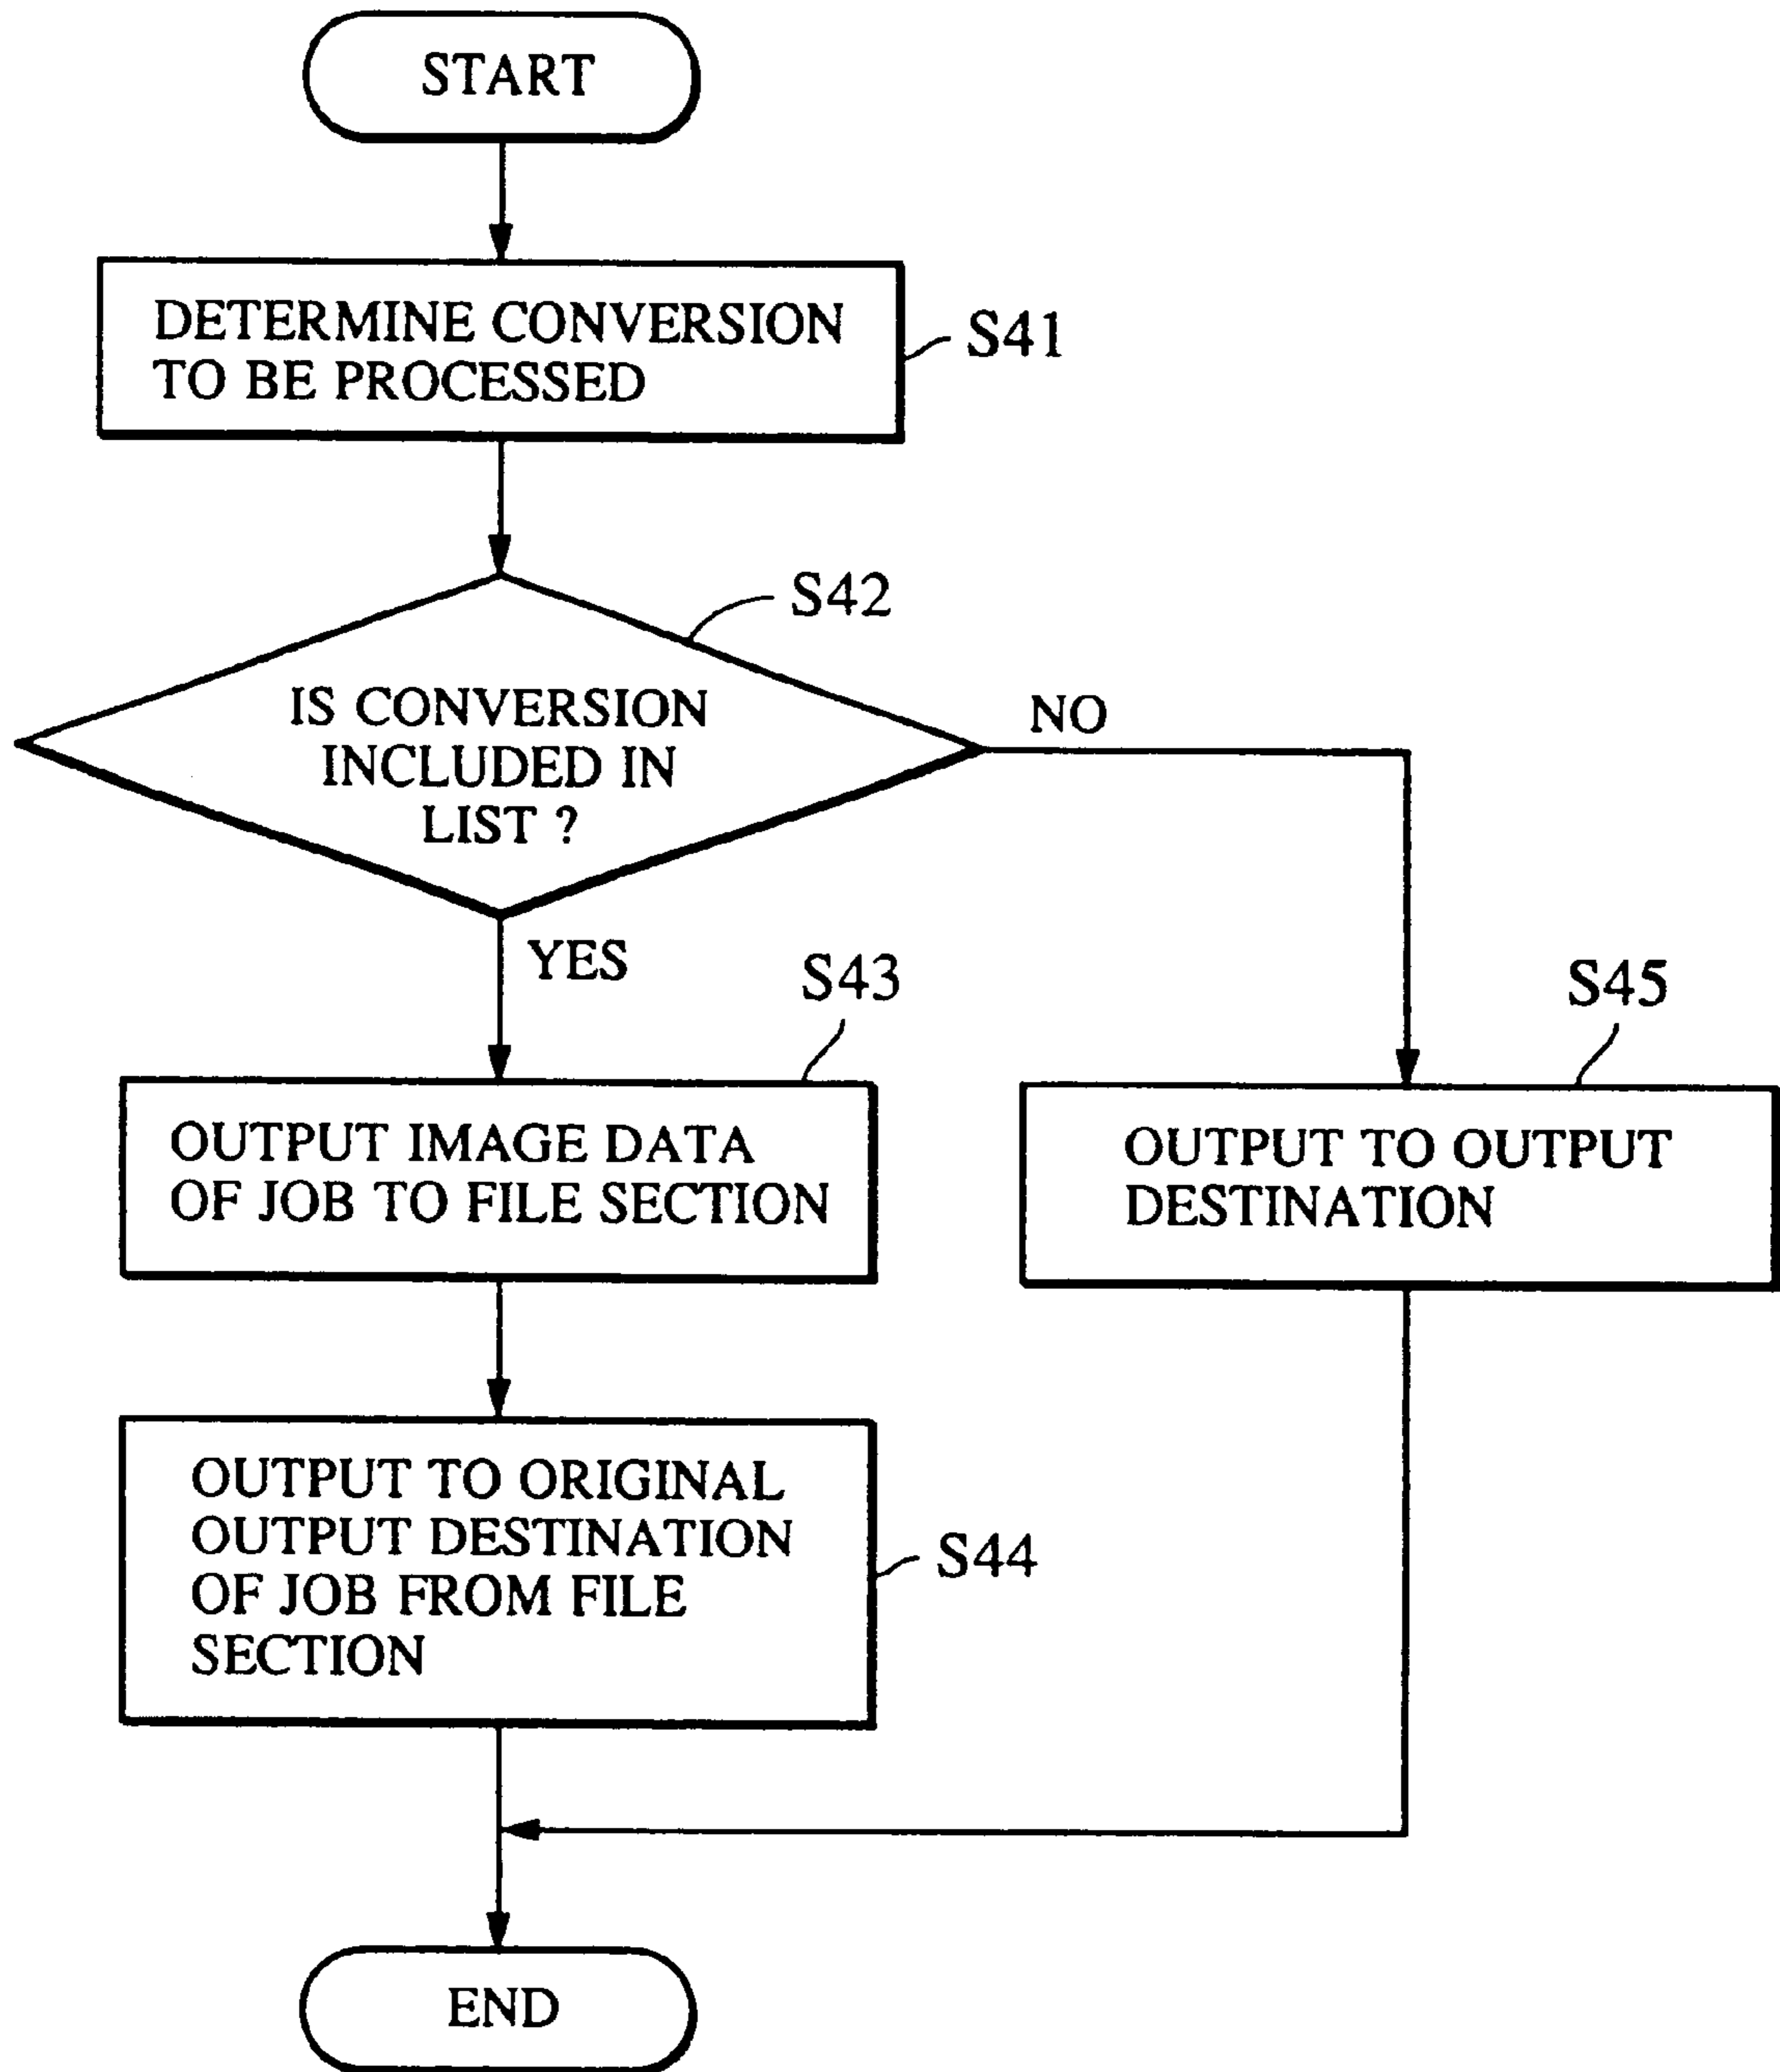 START
DETERMINE CONVERSION
TO BE PROCESSED
S41
S42
IS CONVERSION
INCLUDED IN
LIST ?
NO
YES
S43
OUTPUT IMAGE DATA
OF JOB TO FILE SECTION
S45
OUTPUT TO OUTPUT
DESTINATION
OUTPUT TO ORIGINAL
OUTPUT DESTINATION
OF JOB FROM FILE
SECTION
S44
END